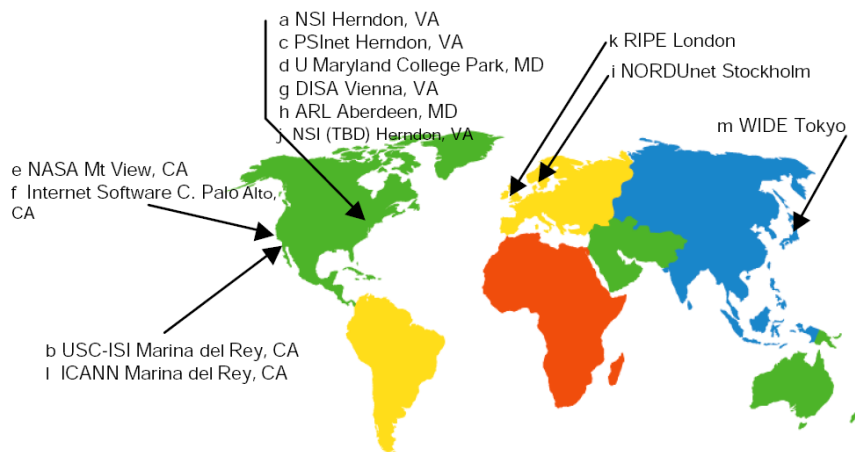 a NSI Herndon, VA
c PSInet Herndon, VA
d U Maryland College Park, MD
g DISA Vienna, VA
h ARL Aberdeen, MD
j NSI (TBD) Herndon, VA
k RIPE London
i NORDUnet Stockholm
m WIDE Tokyo
e NASA Mt View, CA
f Internet Software C. Palo Alto,
CA
b USC-ISI Marina del Rey, CA
l ICANN Marina del Rey, CA